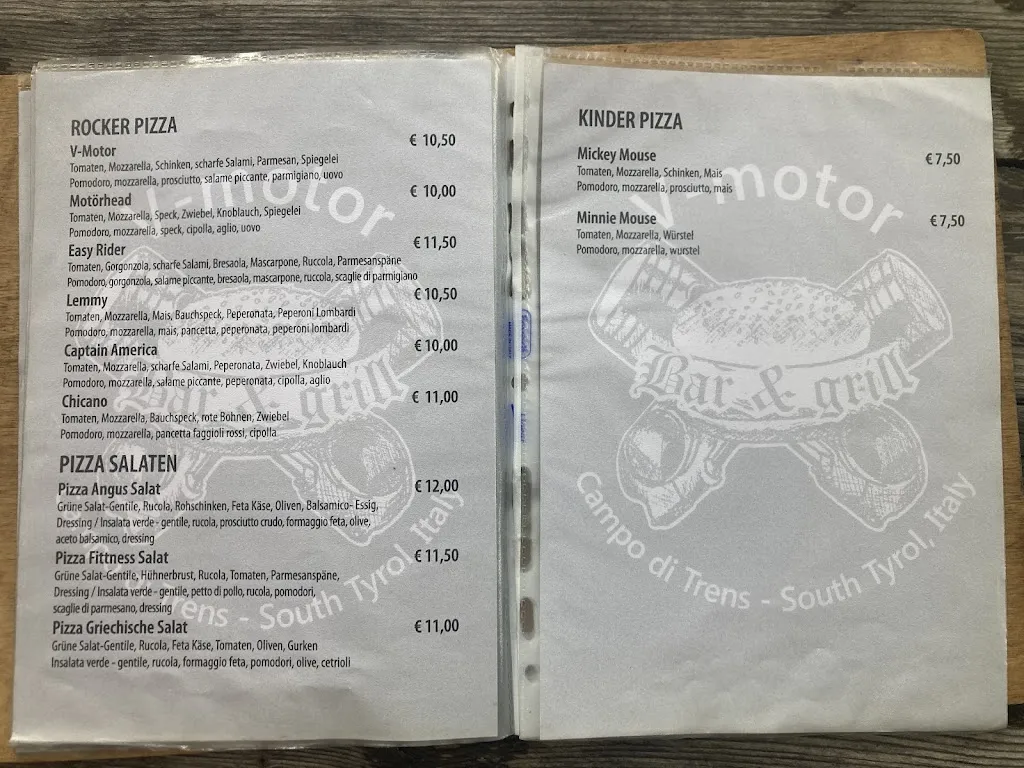 ROCKER PIZZA
V-Motor € 10,50
Tomaten, Mozzarella, Schinken, scharfe Salami, Parmesan, Spiegelei
Pomodoro, mozzarella, prosciutto, salame piccante, parmigiano, uovo
Motörhead € 10,00
Tomaten, Mozzarella, Speck, Zwiebel, Knoblauch, Spiegelei
Pomodoro, mozzarella, speck, cipolla, aglio, uovo
Easy Rider € 11,50
Tomaten, Gorgonzola, scharfe Salami, Bresaola, Mascarpone, Ruccola, Parmesanspäne
Pomodoro, gorgonzola, salame piccante, bresaola, mascarpone, ruccola, scaglie di parmigiano
Lemmy € 10,50
Tomaten, Mozzarella, Mais, Bauchspeck, Peperonata, Peperoni Lombardi
Pomodoro, mozzarella, mais, pancetta, peperonata, peperoni lombardi
Captain America € 10,00
Tomaten, Mozzarella, scharfe Salami, Peperonata, Zwiebel, Knoblauch
Pomodoro, mozzarella, salame piccante, peperonata, cipolla, aglio
Chicano € 11,00
Tomaten, Mozzarella, Bauchspeck, rote Bohnen, Zwiebel
Pomodoro, mozzarella, pancetta faggioli rossi, cipolla
PIZZA SALATEN
Pizza Angus Salat € 12,00
Grüne Salat-Gentile, Rucola, Rohschinken, Feta Käse, Oliven, Balsamico- Essig,
Dressing / Insalata verde - gentile, rucola, prosciutto crudo, formaggio feta, olive,
aceto balsamico, dressing
Pizza Fittness Salat € 11,50
Grüne Salat-Gentile, Hühnerbrust, Rucola, Tomaten, Parmesanspäne,
Dressing / Insalata verde - gentile, petto di pollo, rucola, pomodori,
scaglie di parmesano, dressing
Pizza Griechische Salat € 11,00
Grüne Salat-Gentile, Rucola, Feta Käse, Tomaten, Oliven, Gurken
Insalata verde - gentile, rucola, formaggio feta, pomodori, olive, cetrioli
-motor
Bar & grill
Trens - South Tyrol, Italy
KINDER PIZZA
Mickey Mouse € 7,50
Tomaten, Mozzarella, Schinken, Mais
Pomodoro, mozzarella, prosciutto, mais
Minnie Mouse € 7,50
Tomaten, Mozzarella, Würstel
Pomodoro, mozzarella, wurstel
V-motor
Bar & grill
Campo di Trens - South Tyrol, Italy